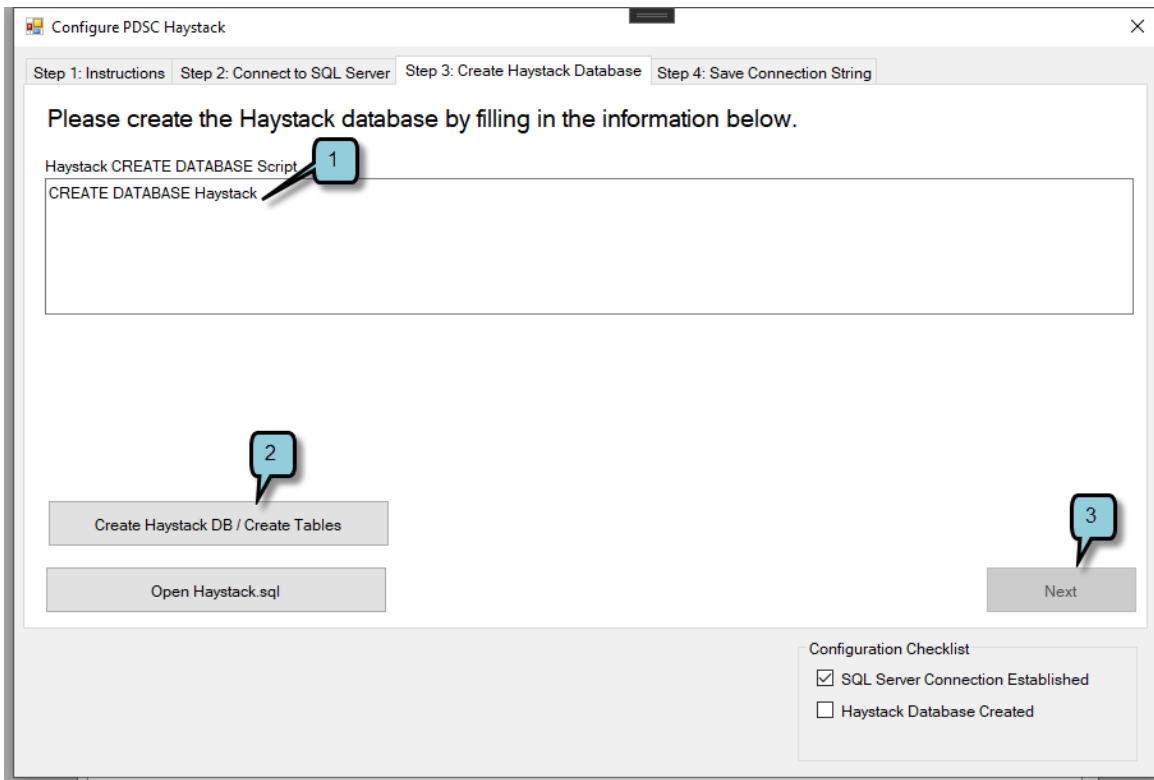 Configure PDSC Haystack
Step 1: Instructions Step 2: Connect to SQL Server Step 3: Create Haystack Database Step 4: Save Connection String
Please create the Haystack database by filling in the information below.
Haystack CREATE DATABASE Script
1
CREATE DATABASE Haystack
2
Create Haystack DB / Create Tables
3
Open Haystack.sql
Next
Configuration Checklist
SQL Server Connection Established
Haystack Database Created